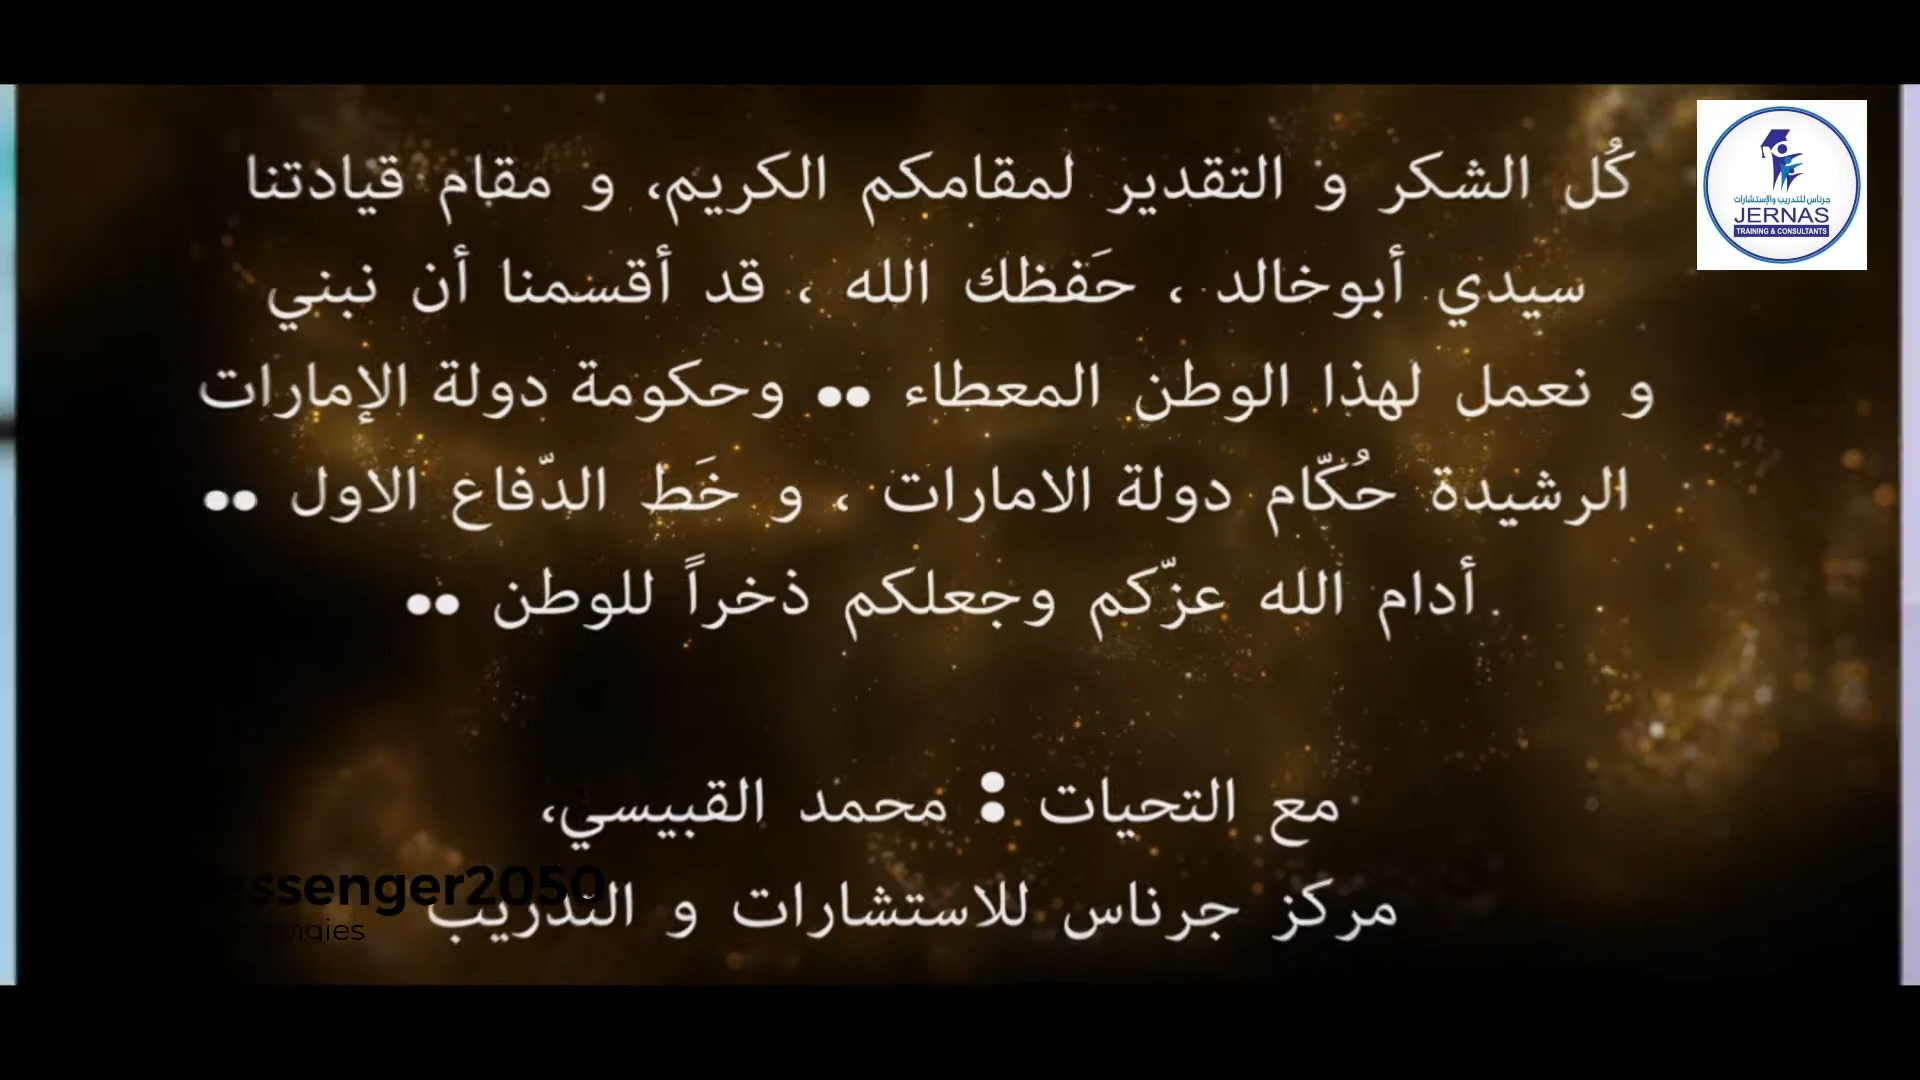 كُل الشكر و التقدير لمقامكم الكريم، و مقام قيادتنا
سيدي أبوخالد ، حَفظك الله ، قد أقسمنا أن نبني
و نعمل لهذا الوطن المعطاء .. وحكومة دولة الإمارات
الرشيدة حُكّام دولة الامارات ، و خَط الدّفاع الاول ..
أدام الله عزّكم وجعلكم ذخراً للوطن ..
مع التحيات : محمد القبيسي،
مركز جرناس للاستشارات و التدريب
جرناس للتدريب والإستشارات
JERNAS
TRAINING & CONSULTANTS